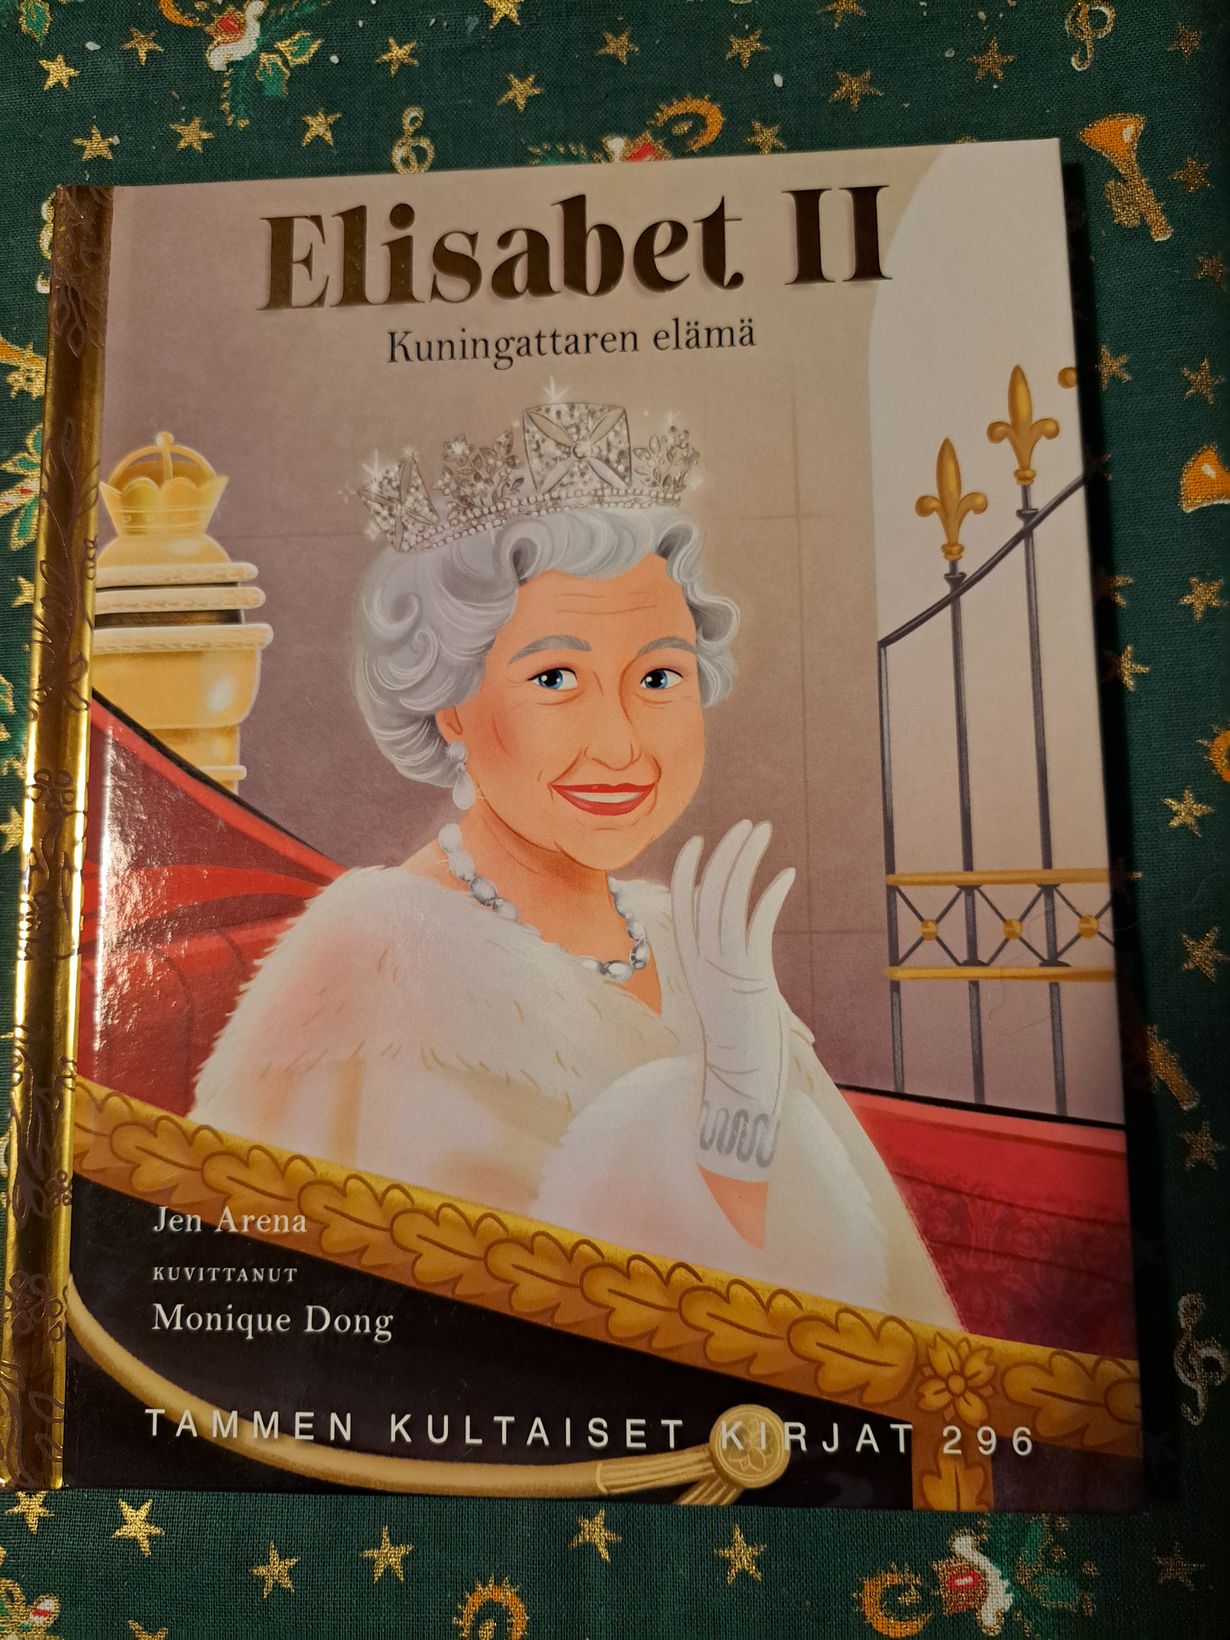 Elisabet II
Kuningattaren elämä
Jen Arena
KUVITTANUT
Monique Dong
TAMMEN KULTAISET KIRJAT 296